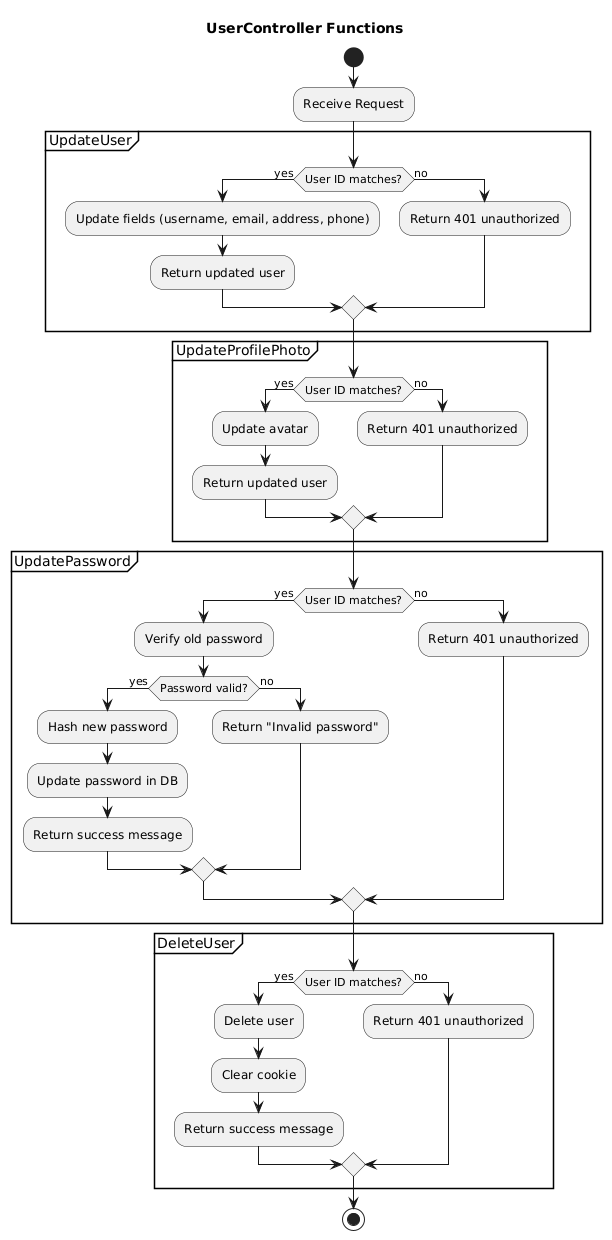 UserController Functions
Receive Request
UpdateUser
User ID matches?
yes
no
Update fields (username, email, address, phone)
Return 401 unauthorized
Return updated user
UpdateProfilePhoto
User ID matches?
yes
no
Update avatar
Return 401 unauthorized
Return updated user
UpdatePassword
User ID matches?
yes
no
Verify old password
Return 401 unauthorized
Password valid?
yes
no
Hash new password
Return "Invalid password"
Update password in DB
Return success message
DeleteUser
User ID matches?
yes
no
Delete user
Return 401 unauthorized
Clear cookie
Return success message